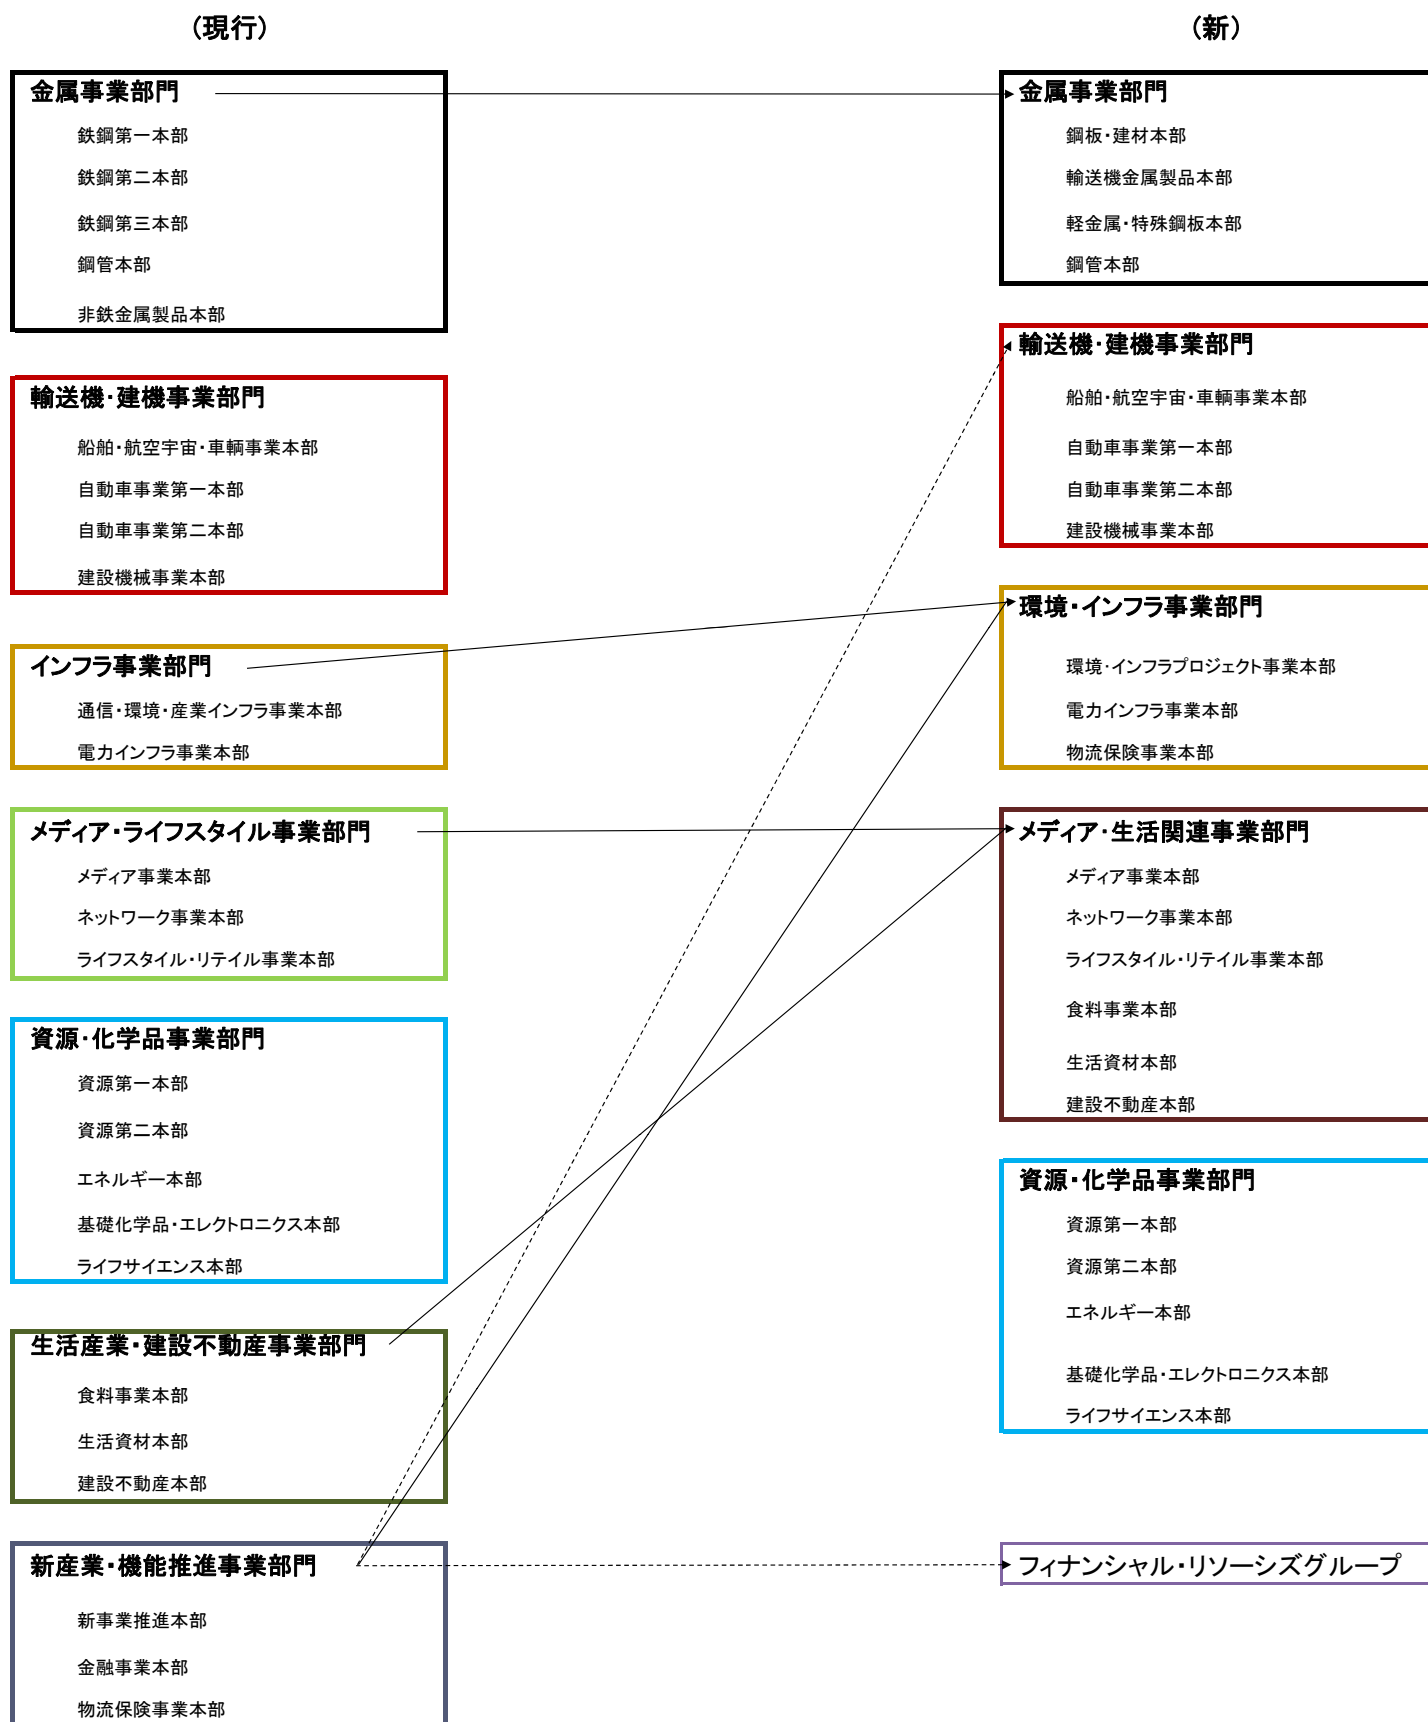 (現行)
金属事業部門
鉄鋼第一本部
鉄鋼第二本部
鉄鋼第三本部
鋼管本部
非鉄金属製品本部
輸送機・建機事業部門
船舶・航空宇宙・車輌事業本部
自動車事業第一本部
自動車事業第二本部
建設機械事業本部
インフラ事業部門
通信・環境・産業インフラ事業本部
電力インフラ事業本部
メディア・ライフスタイル事業部門
メディア事業本部
ネットワーク事業本部
ライフスタイル・リテイル事業本部
資源・化学品事業部門
資源第一本部
資源第二本部
エネルギー本部
基礎化学品・エレクトロニクス本部
ライフサイエンス本部
生活産業・建設不動産事業部門
食料事業本部
生活資材本部
建設不動産本部
新産業・機能推進事業部門
新事業推進本部
金融事業本部
物流保険事業本部
(新)
金属事業部門
鋼板・建材本部
輸送機金属製品本部
軽金属・特殊鋼板本部
鋼管本部
輸送機・建機事業部門
船舶・航空宇宙・車輌事業本部
自動車事業第一本部
自動車事業第二本部
建設機械事業本部
環境・インフラ事業部門
環境・インフラプロジェクト事業本部
電力インフラ事業本部
物流保険事業本部
メディア・生活関連事業部門
メディア事業本部
ネットワーク事業本部
ライフスタイル・リテイル事業本部
食料事業本部
生活資材本部
建設不動産本部
資源・化学品事業部門
資源第一本部
資源第二本部
エネルギー本部
基礎化学品・エレクトロニクス本部
ライフサイエンス本部
フィナンシャル・リソーシズグループ